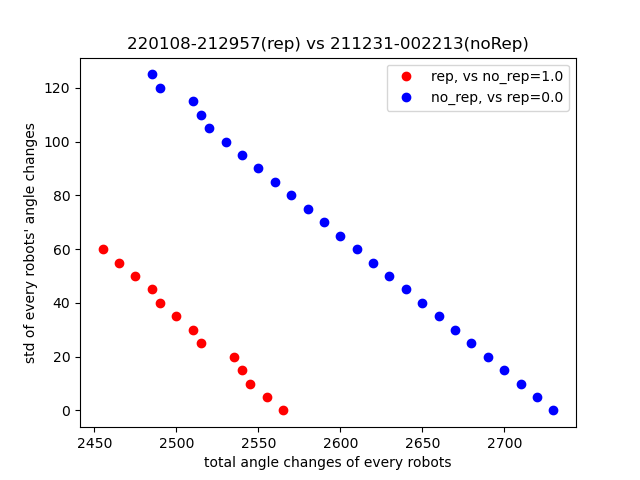 220108-212957(rep) vs 211231-002213(noRep)
rep, vs no_rep=1.0
no_rep, vs rep=0.0
std of every robots' angle changes
120
100
80
60
40
20
0
2450 2500 2550 2600 2650 2700
total angle changes of every robots